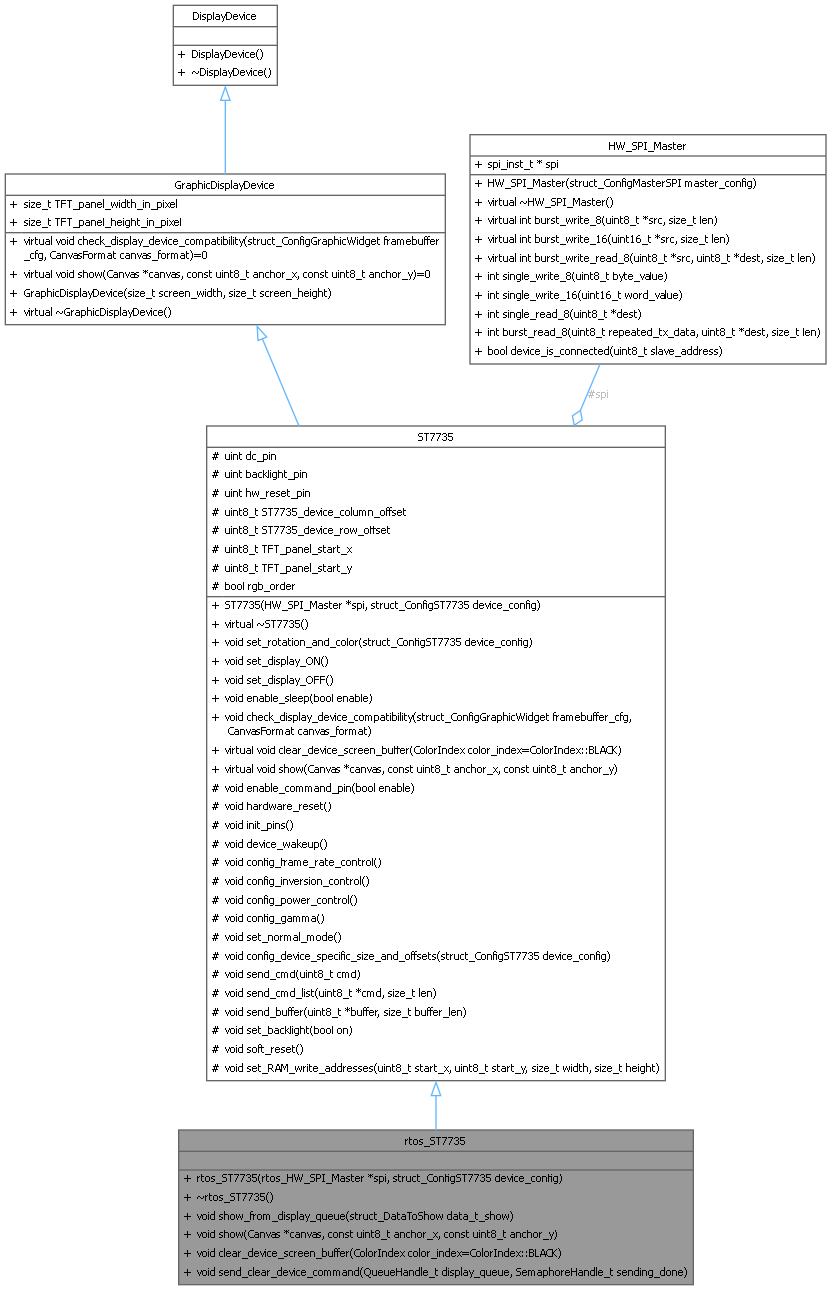 DisplayDevice
+ DisplayDevice()
+ ~DisplayDevice()
GraphicDisplayDevice
+ size_t TFT_panel_width_in_pixel
+ size_t TFT_panel_height_in_pixel
+ virtual void check_display_device_compatibility(struct_ConfigGraphicWidget framebuffer
_cfg, CanvasFormat canvas_format)=0
+ virtual void show(Canvas *canvas, const uint8_t anchor_x, const uint8_t anchor_y)=0
+ GraphicDisplayDevice(size_t screen_width, size_t screen_height)
+ virtual ~GraphicDisplayDevice()
HW_SPI_Master
+ spi_inst_t * spi
+ HW_SPI_Master(struct_ConfigMasterSPI master_config)
+ virtual ~HW_SPI_Master()
+ virtual int burst_write_8(uint8_t *src, size_t len)
+ virtual int burst_write_16(uint16_t *src, size_t len)
+ virtual int burst_write_read_8(uint8_t *src, uint8_t *dest, size_t len)
+ int single_write_8(uint8_t byte_value)
+ int single_write_16(uint16_t word_value)
+ int single_read_8(uint8_t *dest)
+ int burst_read_8(uint8_t repeated_tx_data, uint8_t *dest, size_t len)
+ bool device_is_connected(uint8_t slave_address)
#spi
ST7735
# uint dc_pin
# uint backlight_pin
# uint hw_reset_pin
# uint8_t ST7735_device_column_offset
# uint8_t ST7735_device_row_offset
# uint8_t TFT_panel_start_x
# uint8_t TFT_panel_start_y
# bool rgb_order
+ ST7735(HW_SPI_Master *spi, struct_ConfigST7735 device_config)
+ virtual ~ST7735()
+ void set_rotation_and_color(struct_ConfigST7735 device_config)
+ void set_display_ON()
+ void set_display_OFF()
+ void enable_sleep(bool enable)
+ void check_display_device_compatibility(struct_ConfigGraphicWidget framebuffer_cfg,
CanvasFormat canvas_format)
+ virtual void clear_device_screen_buffer(ColorIndex color_index=ColorIndex::BLACK)
+ virtual void show(Canvas *canvas, const uint8_t anchor_x, const uint8_t anchor_y)
# void enable_command_pin(bool enable)
# void hardware_reset()
# void init_pins()
# void device_wakeup()
# void config_frame_rate_control()
# void config_inversion_control()
# void config_power_control()
# void config_gamma()
# void set_normal_mode()
# void config_device_specific_size_and_offsets(struct_ConfigST7735 device_config)
# void send_cmd(uint8_t cmd)
# void send_cmd_list(uint8_t *cmd, size_t len)
# void send_buffer(uint8_t *buffer, size_t buffer_len)
# void set_backlight(bool on)
# void soft_reset()
# void set_RAM_write_addresses(uint8_t start_x, uint8_t start_y, size_t width, size_t height)
rtos_ST7735
+ rtos_ST7735(rtos_HW_SPI_Master *spi, struct_ConfigST7735 device_config)
+ ~rtos_ST7735()
+ void show_from_display_queue(struct_DataToShow data_t_show)
+ void show(Canvas *canvas, const uint8_t anchor_x, const uint8_t anchor_y)
+ void clear_device_screen_buffer(ColorIndex color_index=ColorIndex::BLACK)
+ void send_clear_device_command(QueueHandle_t display_queue, SemaphoreHandle_t sending_done)